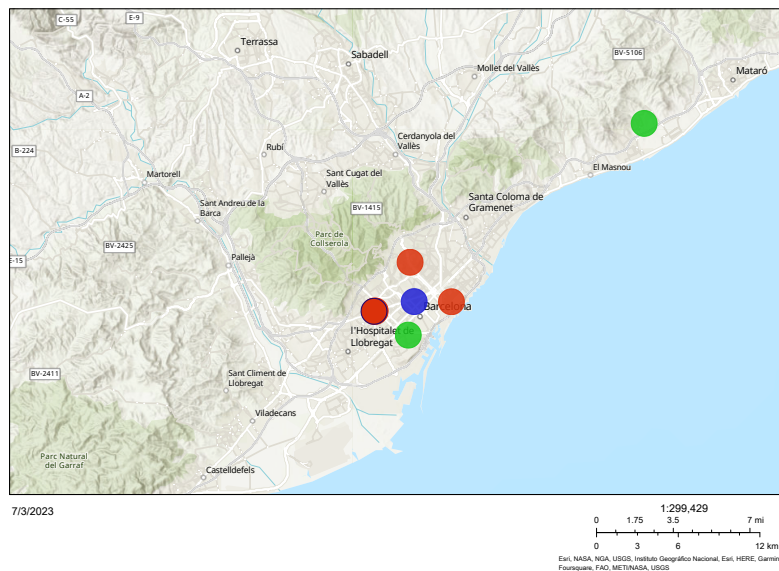 C-55
E-9
Terrassa
Sabadell
BV-5106
Mollet del Vallès
Mataró
A-2
Cerdanyola del
Vallès
B-224
Rubí
El Masnou
Martorell
Sant Cugat del
Vallès
Sant Andreu de la
Barca
BV-1415
Santa Coloma de
Gramenet
Parc de
Collserola
BV-2425
Pallejà
E-15
Barcelona
l'Hospitalet de
Llobregat
BV-2411
Sant Climent de
Llobregat
Viladecans
Parc Natural
del Garraf
Castelldefels
7/3/2023
1:299,429
0 1.75 3.5 7 mi
0 3 6 12 km
Esri, NASA, NGA, USGS, Instituto Geográfico Nacional, Esri, HERE, Garmin,
Foursquare, FAO, METI/NASA, USGS